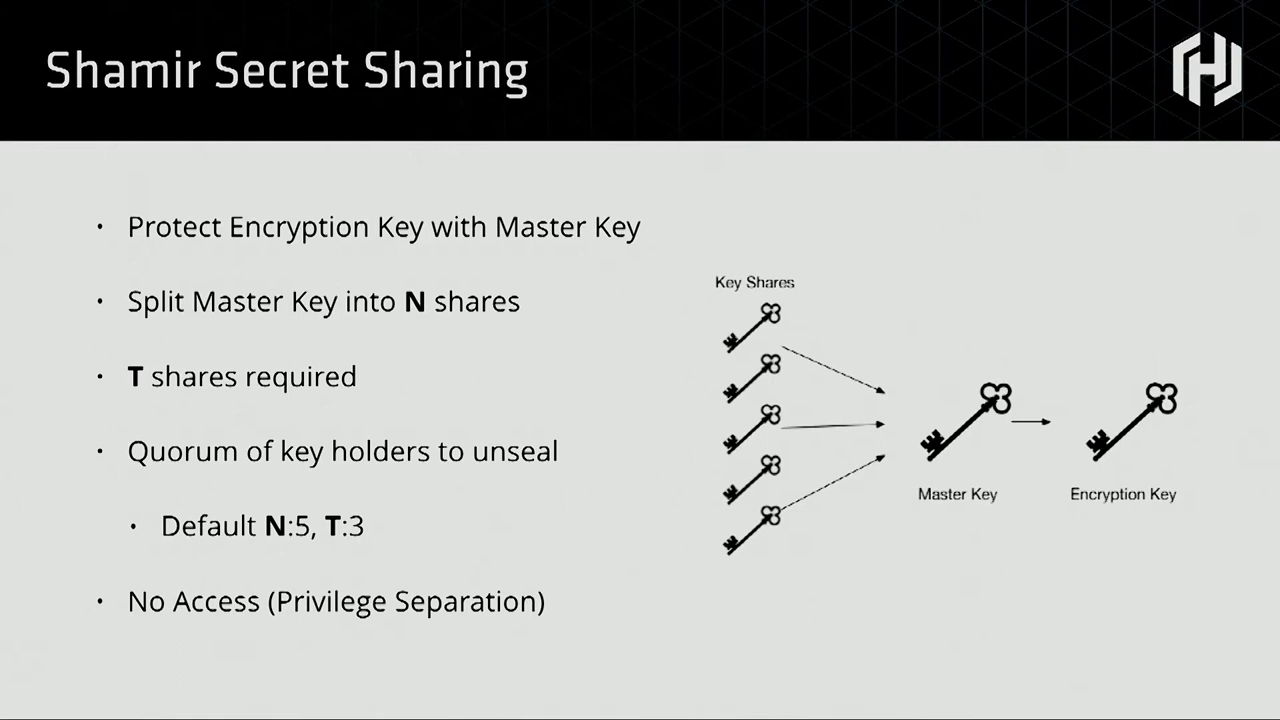 Shamir Secret Sharing
• Protect Encryption Key with Master Key
• Split Master Key into N shares
• T shares required
• Quorum of key holders to unseal
• Default N:5, T:3
• No Access (Privilege Separation)
Key Shares
Master Key
Encryption Key